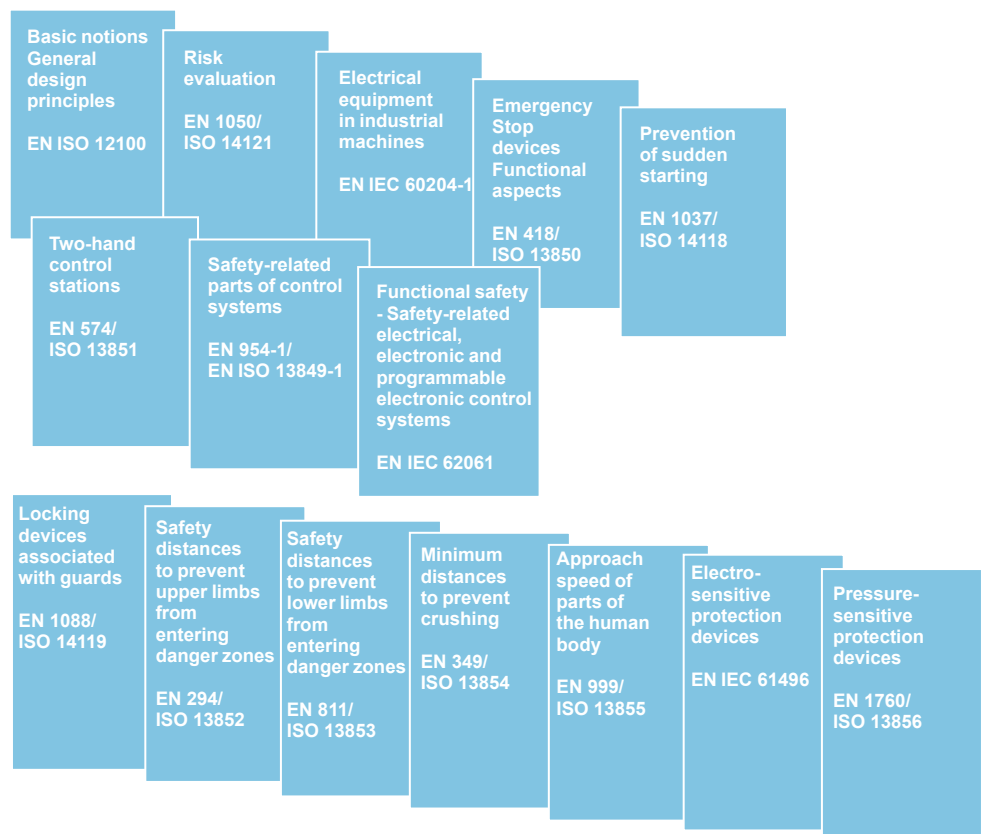 Basic notions
General
design
principles
EN ISO 12100
Risk
evaluation
EN 1050/
ISO 14121
Electrical
equipment
in industrial
machines
EN IEC 60204-1
Emergency
Stop
devices
Functional
aspects
EN 418/
ISO 13850
Prevention
of sudden
starting
EN 1037/
ISO 14118
Two-hand
control
stations
EN 574/
ISO 13851
Safety-related
parts of control
systems
EN 954-1/
EN ISO 13849-1
Functional safety
- Safety-related
electrical,
electronic and
programmable
electronic control
systems
EN IEC 62061
Locking
devices
associated
with guards
EN 1088/
ISO 14119
Safety
distances
to prevent
upper limbs
from
entering
danger zones
EN 294/
ISO 13852
Safety
distances
to prevent
lower limbs
from
entering
danger zones
EN 811/
ISO 13853
Minimum
distances
to prevent
crushing
EN 349/
ISO 13854
Approach
speed of
parts of
the human
body
EN 999/
ISO 13855
Electro-
sensitive
protection
devices
EN IEC 61496
Pressure-
sensitive
protection
devices
EN 1760/
ISO 13856